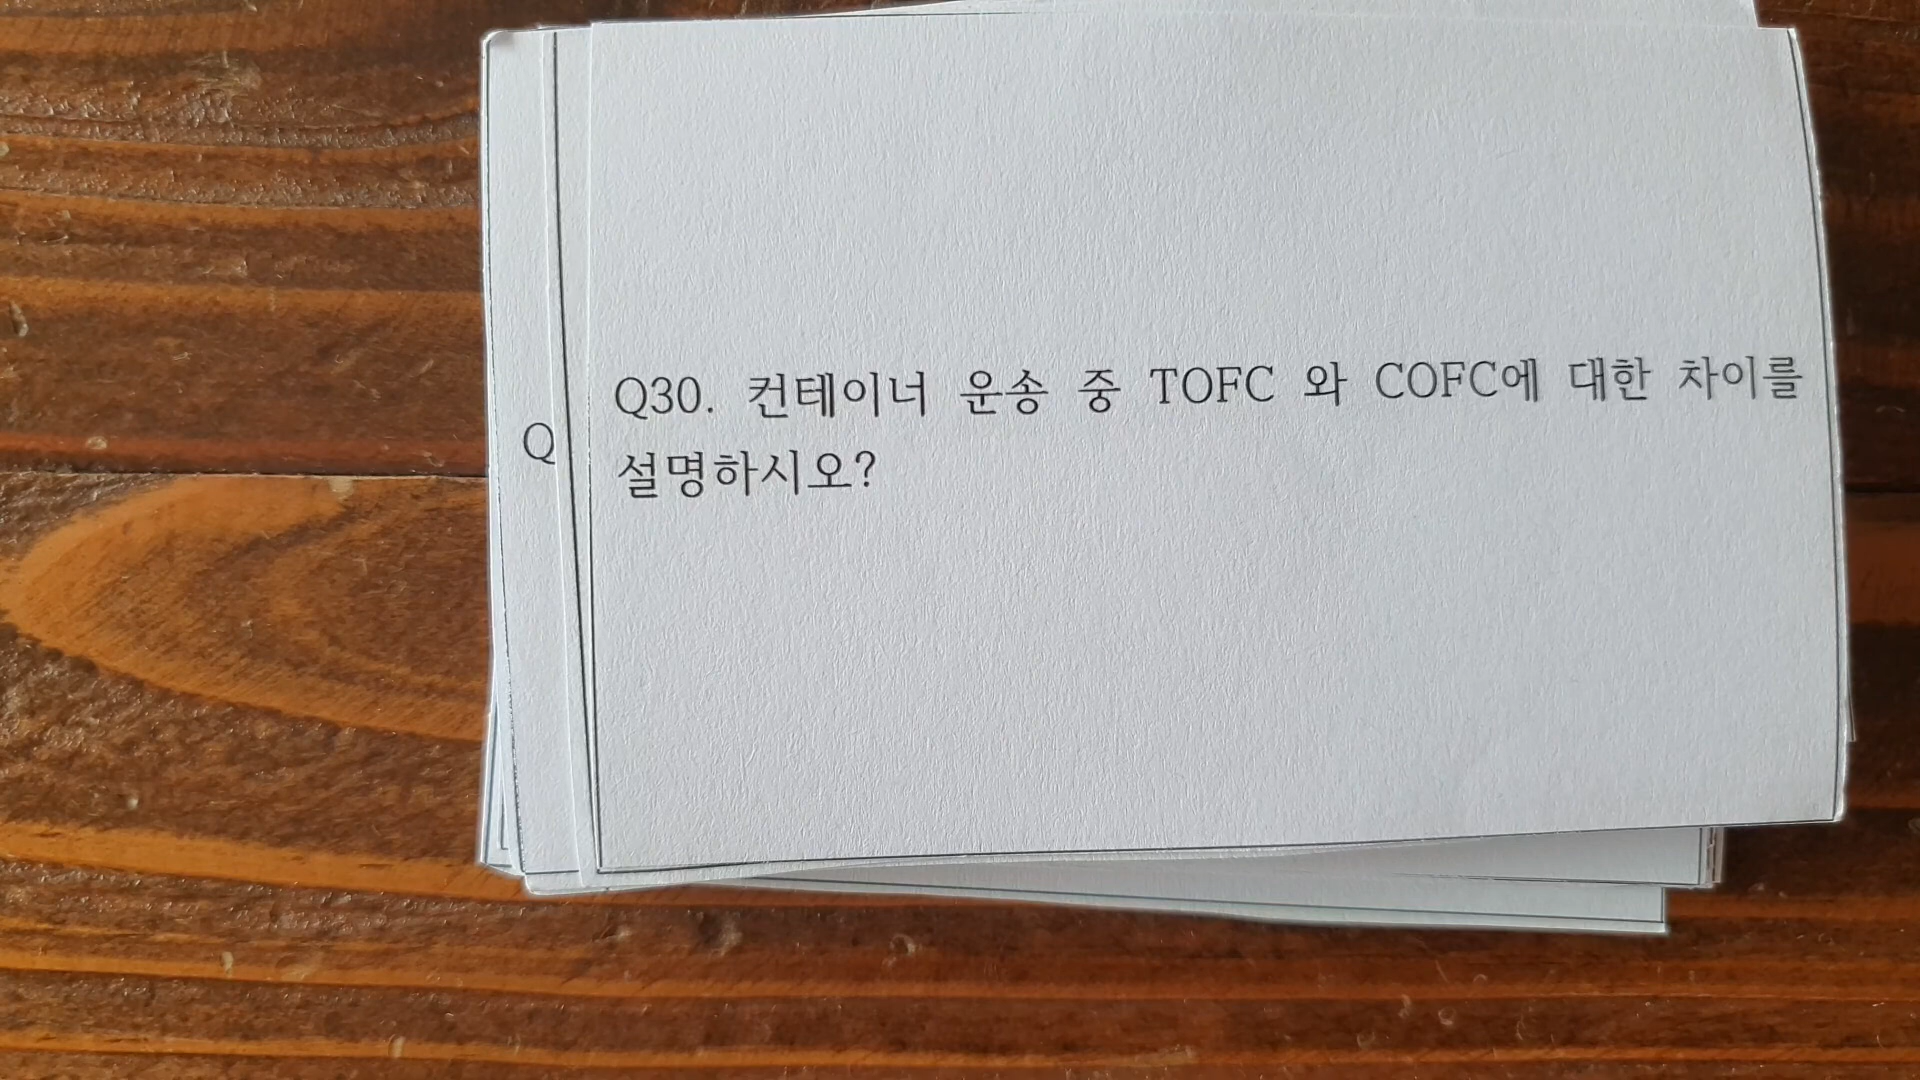 Q30. 컨테이너 운송 중 TOFC 와 COFC에 대한 차이를
설명하시오?
Q